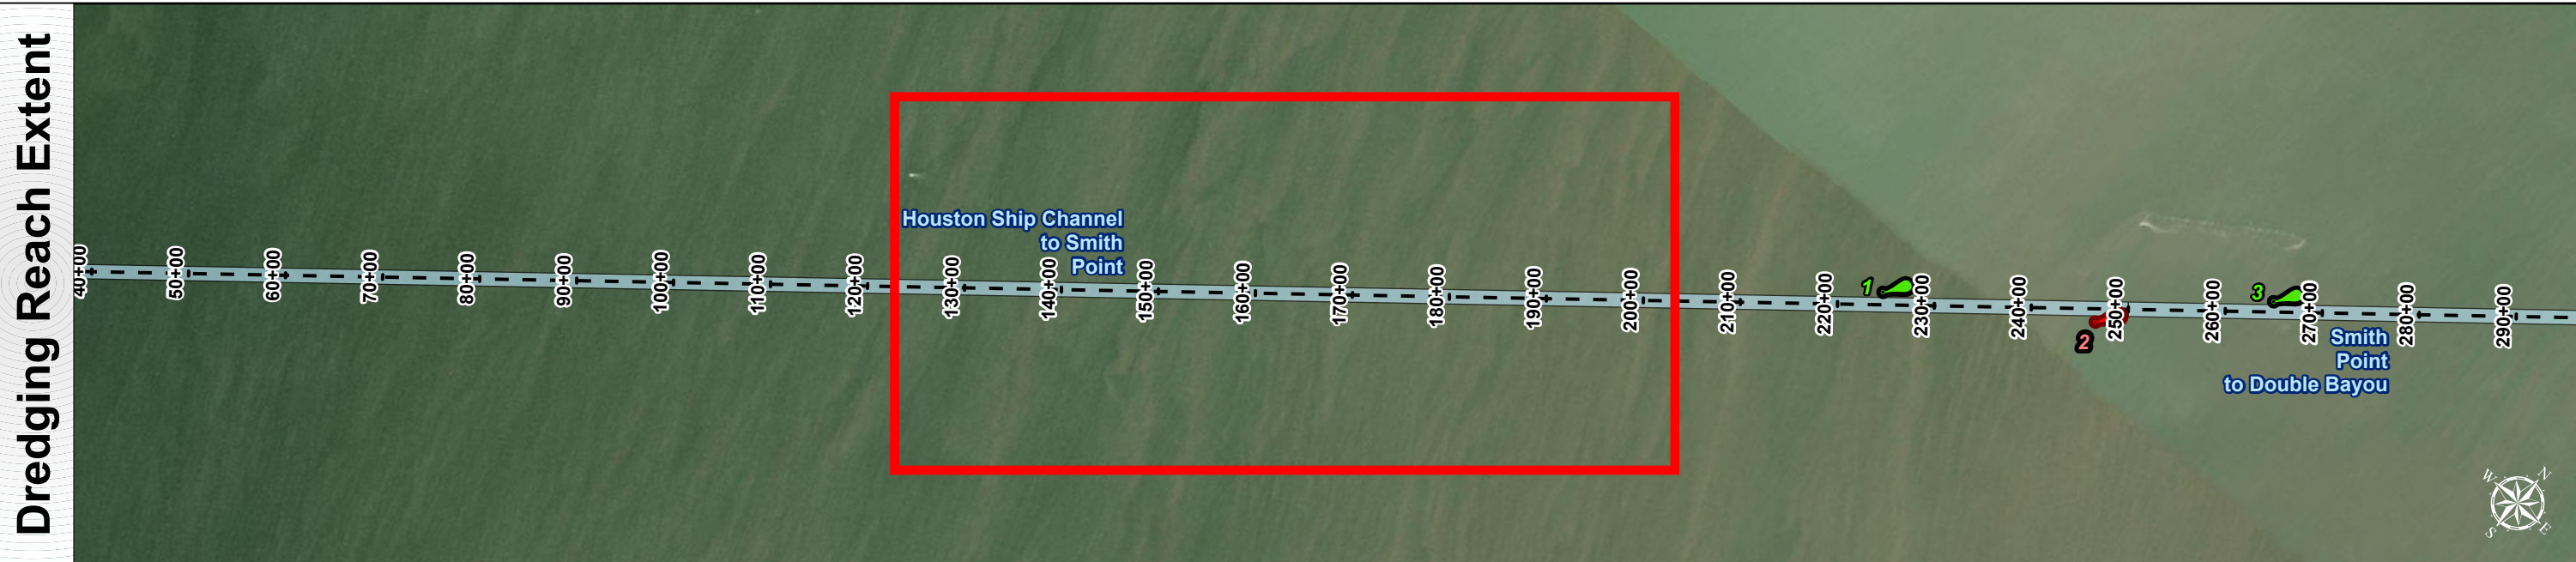 Dredging Reach Extent
Houston Ship Channel
to Smith
Point
40+00
50+00
60+00
70+00
80+00
90+00
100+00
110+00
120+00
130+00
140+00
150+00
160+00
170+00
180+00
190+00
200+00
210+00
220+00
230+00
240+00
250+00
260+00
270+00
280+00
290+00
1
2
3
Smith
Point
to Double Bayou
W
N
S
E